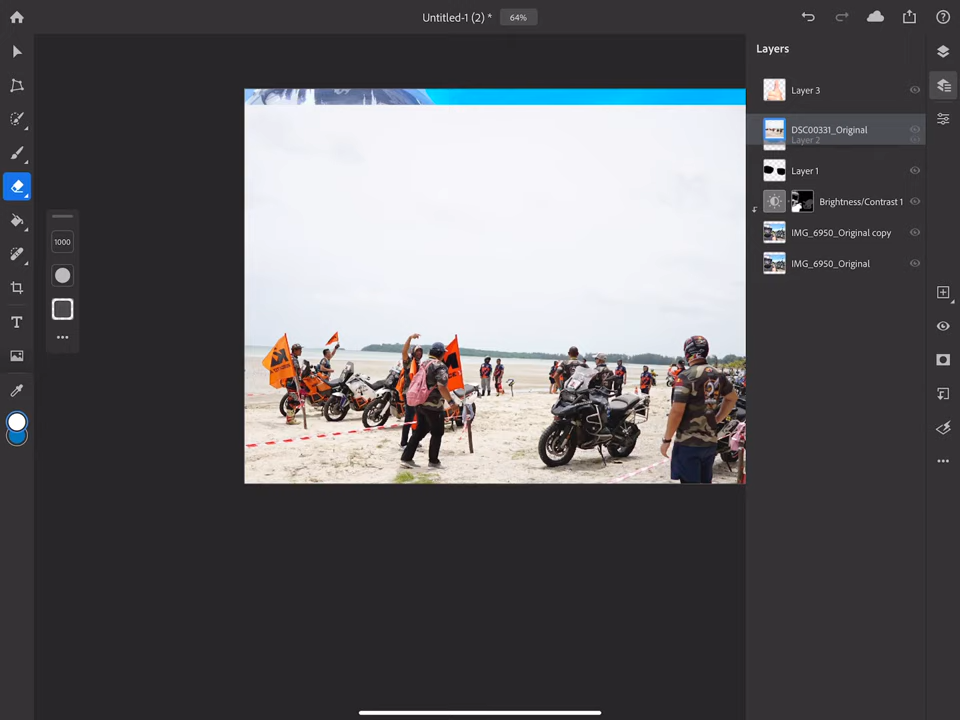 Untitled-1 (2) *
64%
Layers
Layer 3
DSC00331_Original
Layer 2
Layer 1
Brightness/Contrast 1
IMG_6950_Original copy
IMG_6950_Original
1000